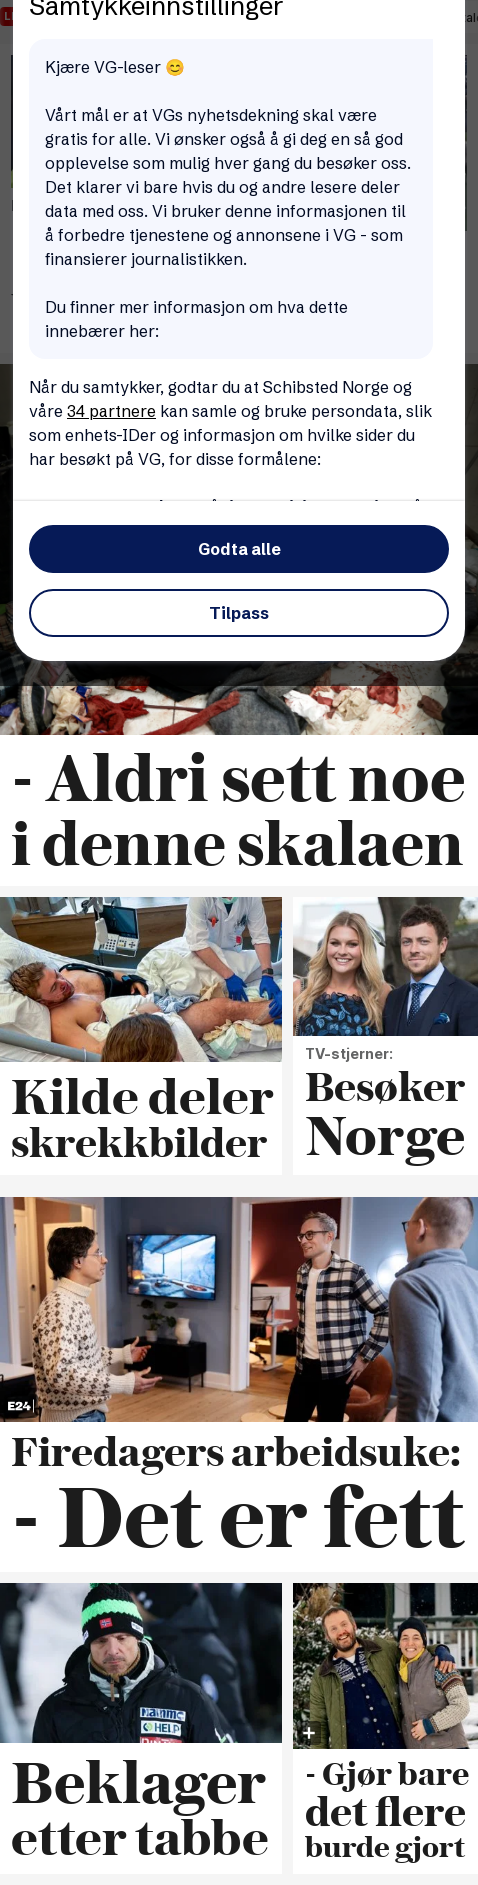 Samtykkeinnstillinger
Kjære VG-leser 😊
Vårt mål er at VGs nyhetsdekning skal være
gratis for alle. Vi ønsker også å gi deg en så god
opplevelse som mulig hver gang du besøker oss.
Det klarer vi bare hvis du og andre lesere deler
data med oss. Vi bruker denne informasjonen til
å forbedre tjenestene og annonsene i VG - som
finansierer journalistikken.
Du finner mer informasjon om hva dette
innebærer her:
Når du samtykker, godtar du at Schibsted Norge og
våre 34 partnere kan samle og bruke persondata, slik
som enhets-IDer og informasjon om hvilke sider du
har besøkt på VG, for disse formålene:
Godta alle
Tilpass
- Aldri sett noe
i denne skalaen
Kilde deler
skrekkbilder
TV-stjerner:
Besøker
Norge
E24
Firedagers arbeidsuke:
- Det er fett
HELP
Beklager
etter tabbe
+
- Gjør bare
det flere
burde gjort